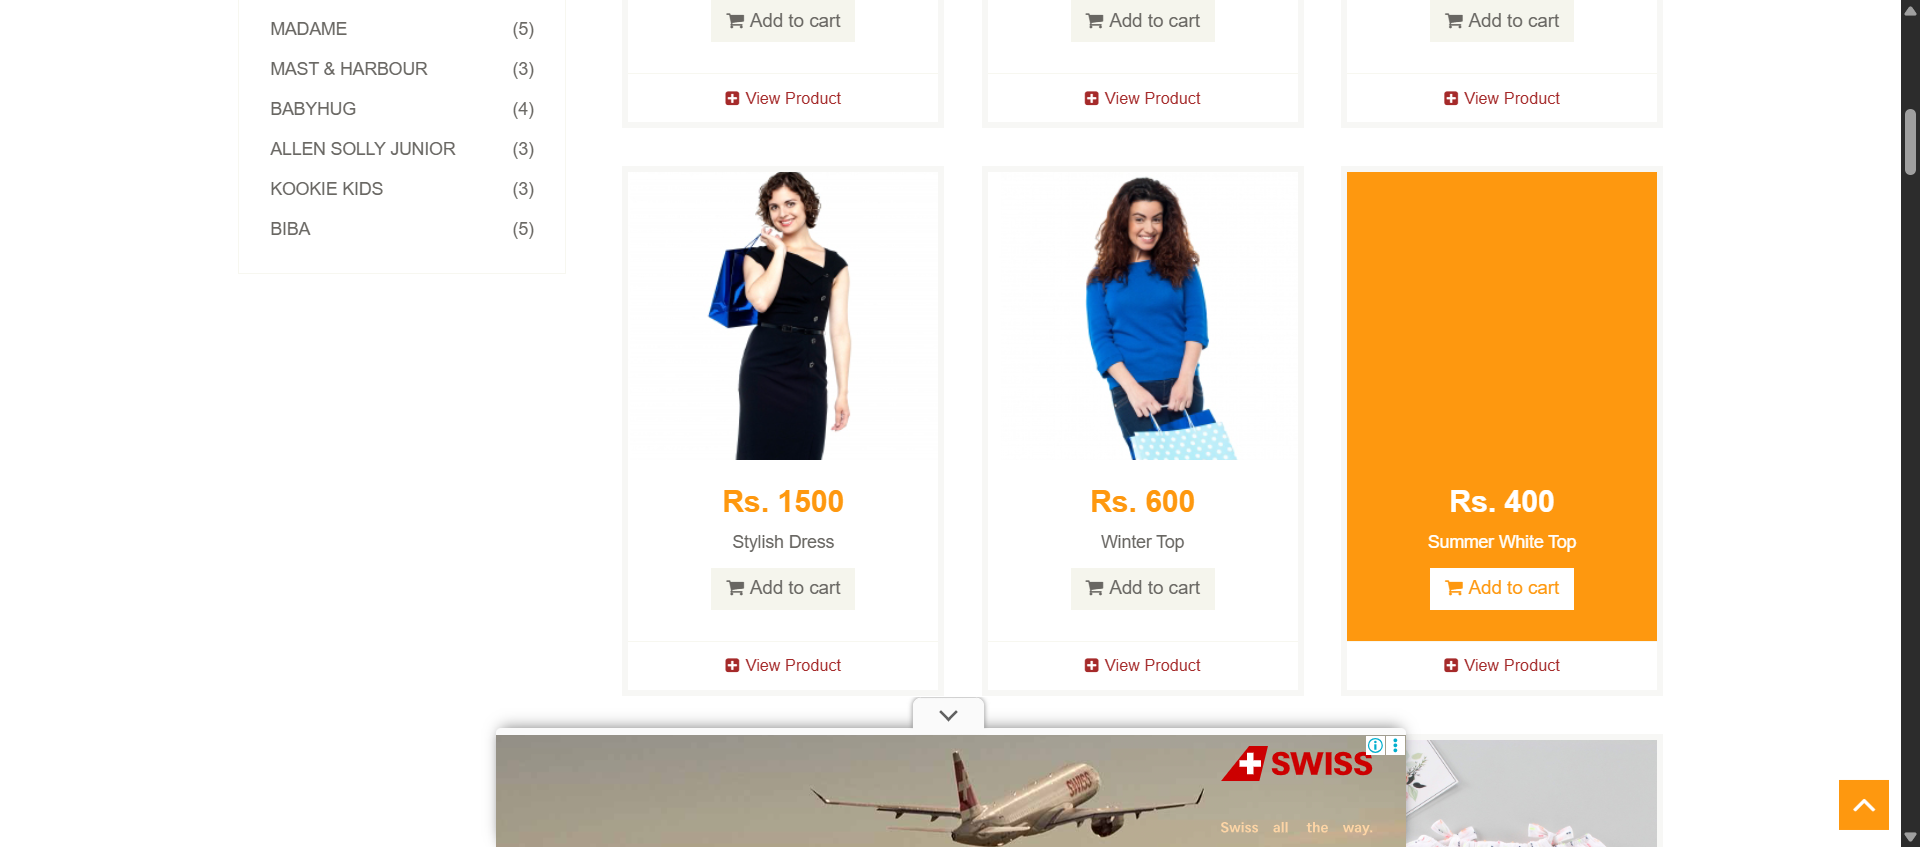 MADAME (5)
MAST & HARBOUR (3)
BABYHUG (4)
ALLEN SOLLY JUNIOR (3)
KOOKIE KIDS (3)
BIBA (5)
Add to cart
Add to cart
Add to cart
View Product
View Product
View Product
Rs. 1500
Stylish Dress
Add to cart
View Product
Rs. 600
Winter Top
Add to cart
View Product
Rs. 400
Summer White Top
Add to cart
View Product
SWISS
SWISS
Swiss all the way.